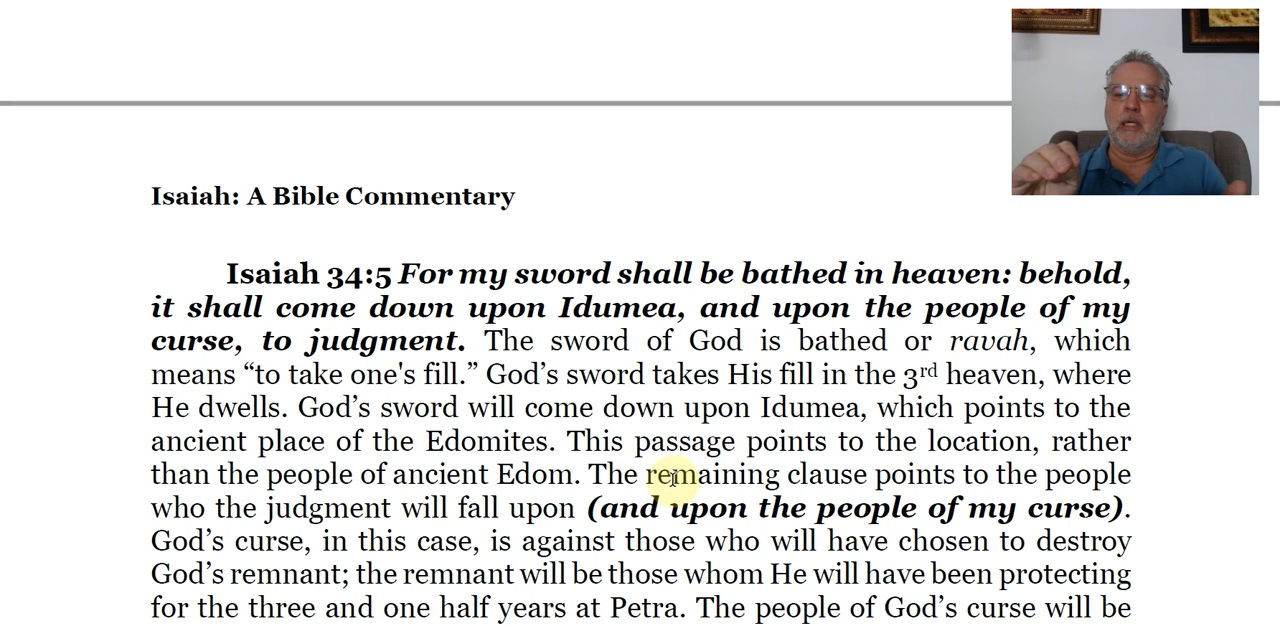 Isaiah: A Bible Commentary
Isaiah 34:5 For my sword shall be bathed in heaven: behold,
it shall come down upon Idumea, and upon the people of my
curse, to judgment. The sword of God is bathed or ravah, which
means “to take one's fill.” God’s sword takes His fill in the 3rd heaven, where
He dwells. God’s sword will come down upon Idumea, which points to the
ancient place of the Edomites. This passage points to the location, rather
than the people of ancient Edom. The remaining clause points to the people
who the judgment will fall upon (and upon the people of my curse).
God’s curse, in this case, is against those who will have chosen to destroy
God’s remnant; the remnant will be those whom He will have been protecting
for the three and one half years at Petra. The people of God’s curse will be